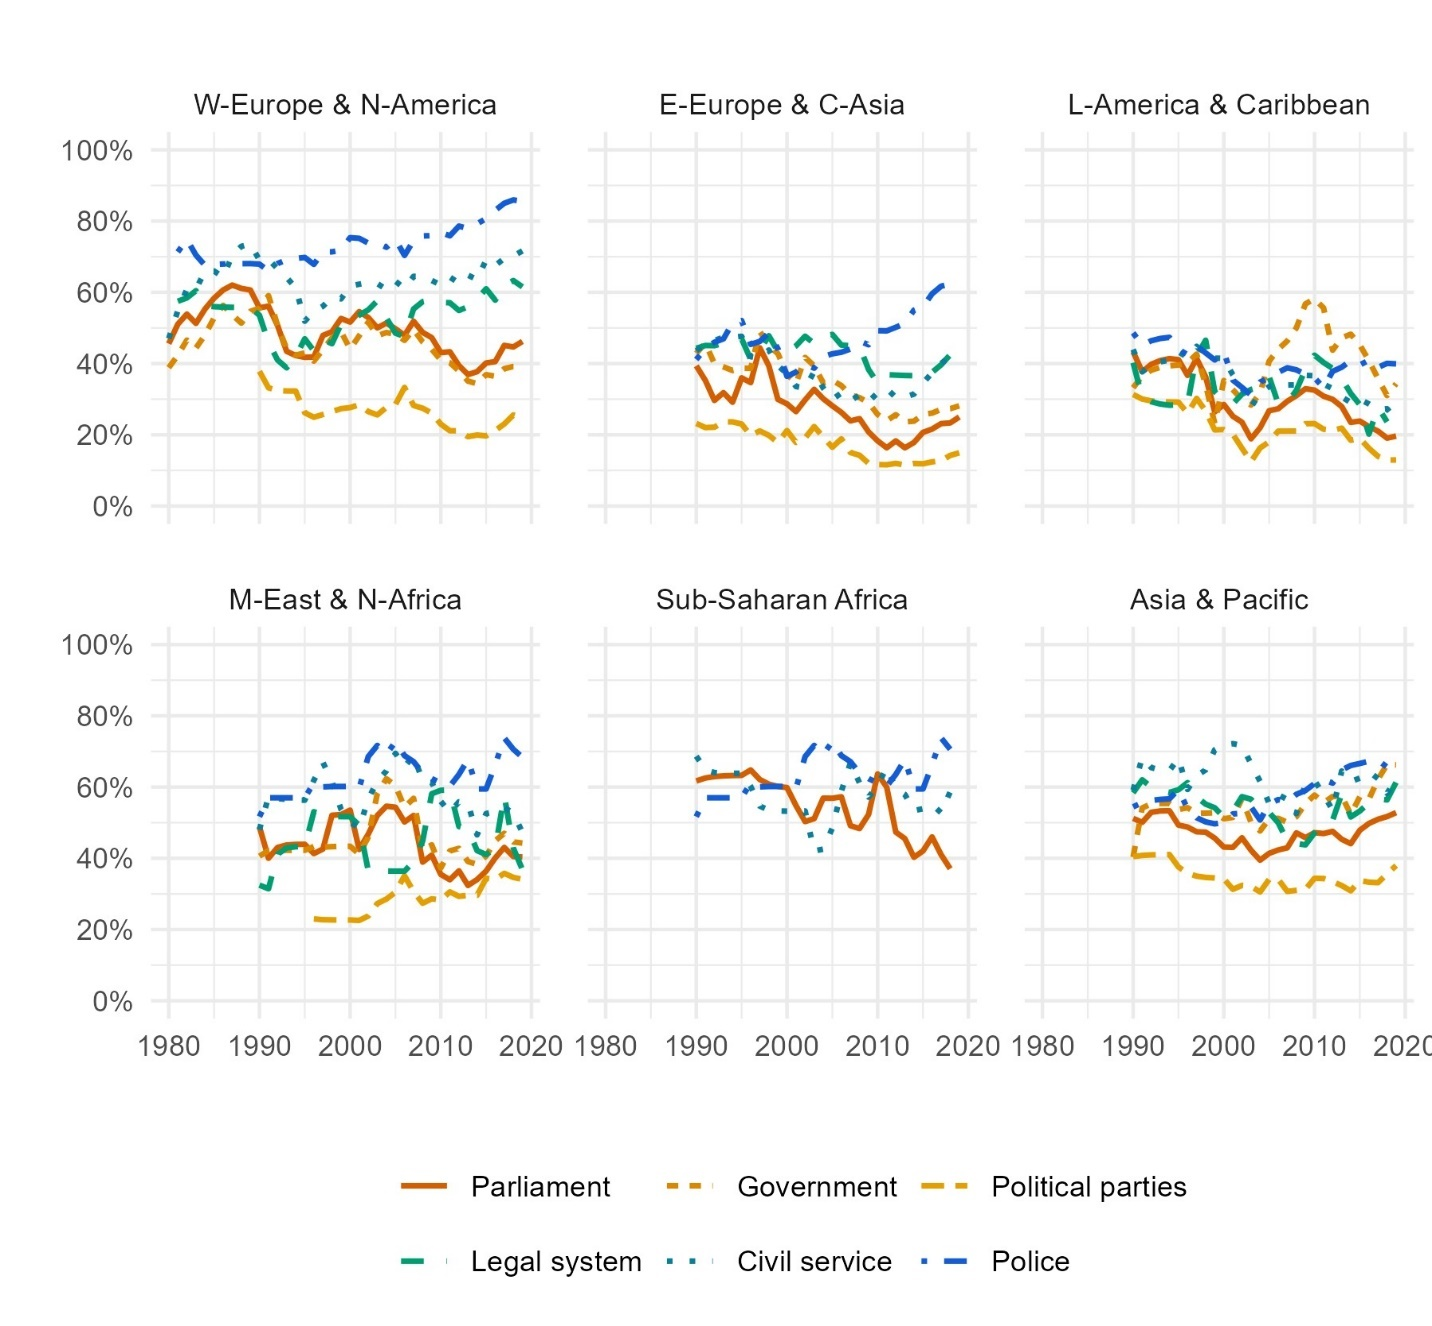 W-Europe & N-America E-Europe & C-Asia L-America & Caribbean
100%
80%
60%
40%
20%
0%
M-East & N-Africa Sub-Saharan Africa Asia & Pacific
100%
80%
60%
40%
20%
0%
1980 1990 2000 2010 2020 1980 1990 2000 2010 2020 1980 1990 2000 2010 2020
Parliament Government Political parties
Legal system Civil service Police